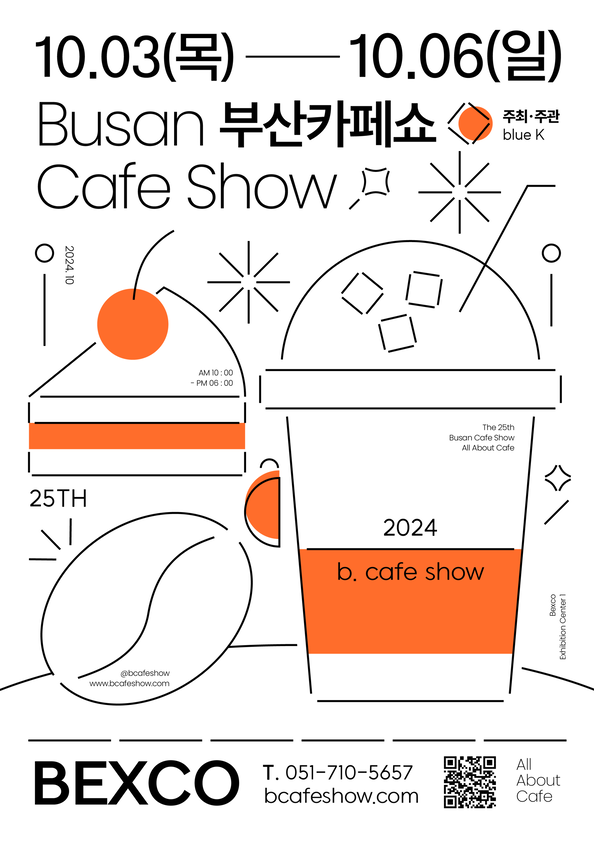 10.03(목) 10.06(일)
Busan 부산카페쇼
Cafe Show
주최·주관
blue K
2024.10
AM 10 : 00
- PM 06 : 00
The 25th
Busan Cafe Show
All About Cafe
25TH
2024
b. cafe show
Bexco
Exhibition Center 1
@bcafeshow
www.bcafeshow.com
BEXCO
T. 051-710-5657
bcafeshow.com
All
About
Cafe